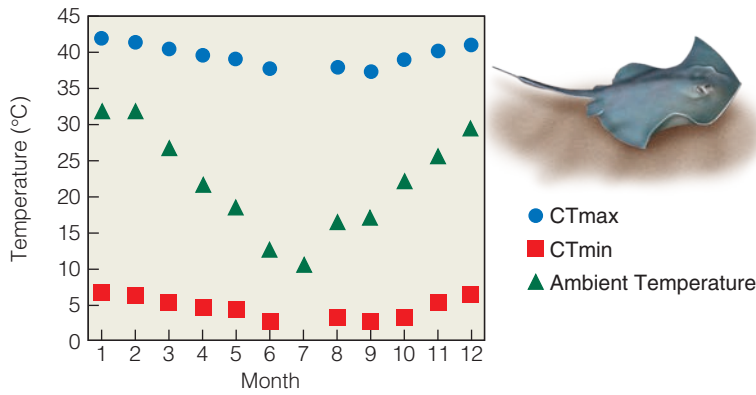 Temperature (°C)
45
40
35
30
25
20
15
10
5
0
1 2 3 4 5 6 7 8 9 10 11 12
Month
CTmax
CTmin
Ambient Temperature